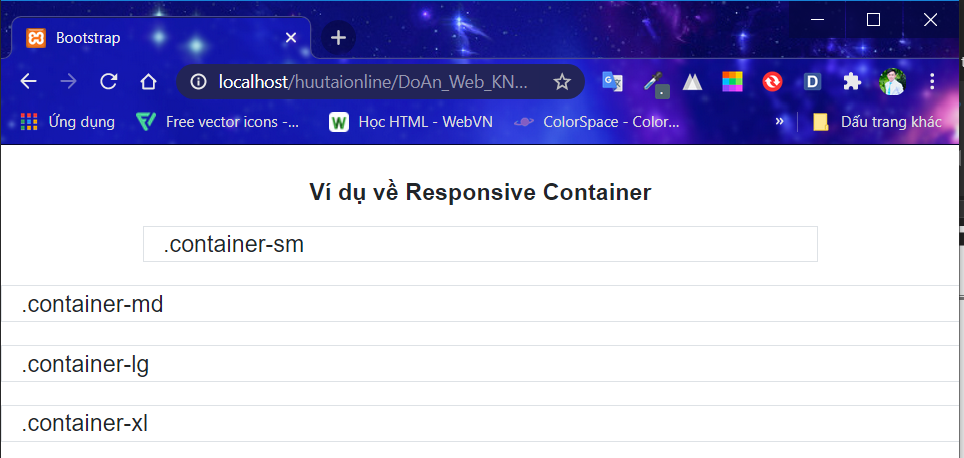 Bootstrap
localhost/huutaionline/DoAn_Web_KN...
Ứng dụng Free vector icons -... Học HTML - WebVN ColorSpace - Color... » Dấu trang khác
Ví dụ về Responsive Container
.container-sm
.container-md
.container-lg
.container-xl